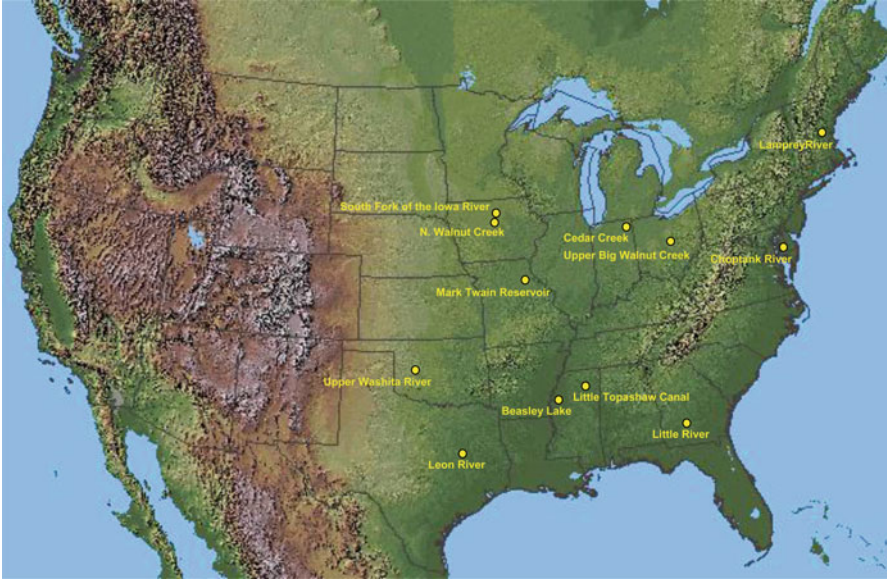 LampreyRiver
South Fork of the Iowa River
N. Walnut Creek
Cedar Creek
Upper Big Walnut Creek
Choptank River
Mark Twain Reservoir
Upper Washita River
Little Topashaw Canal
Beasley Lake
Little River
Leon River